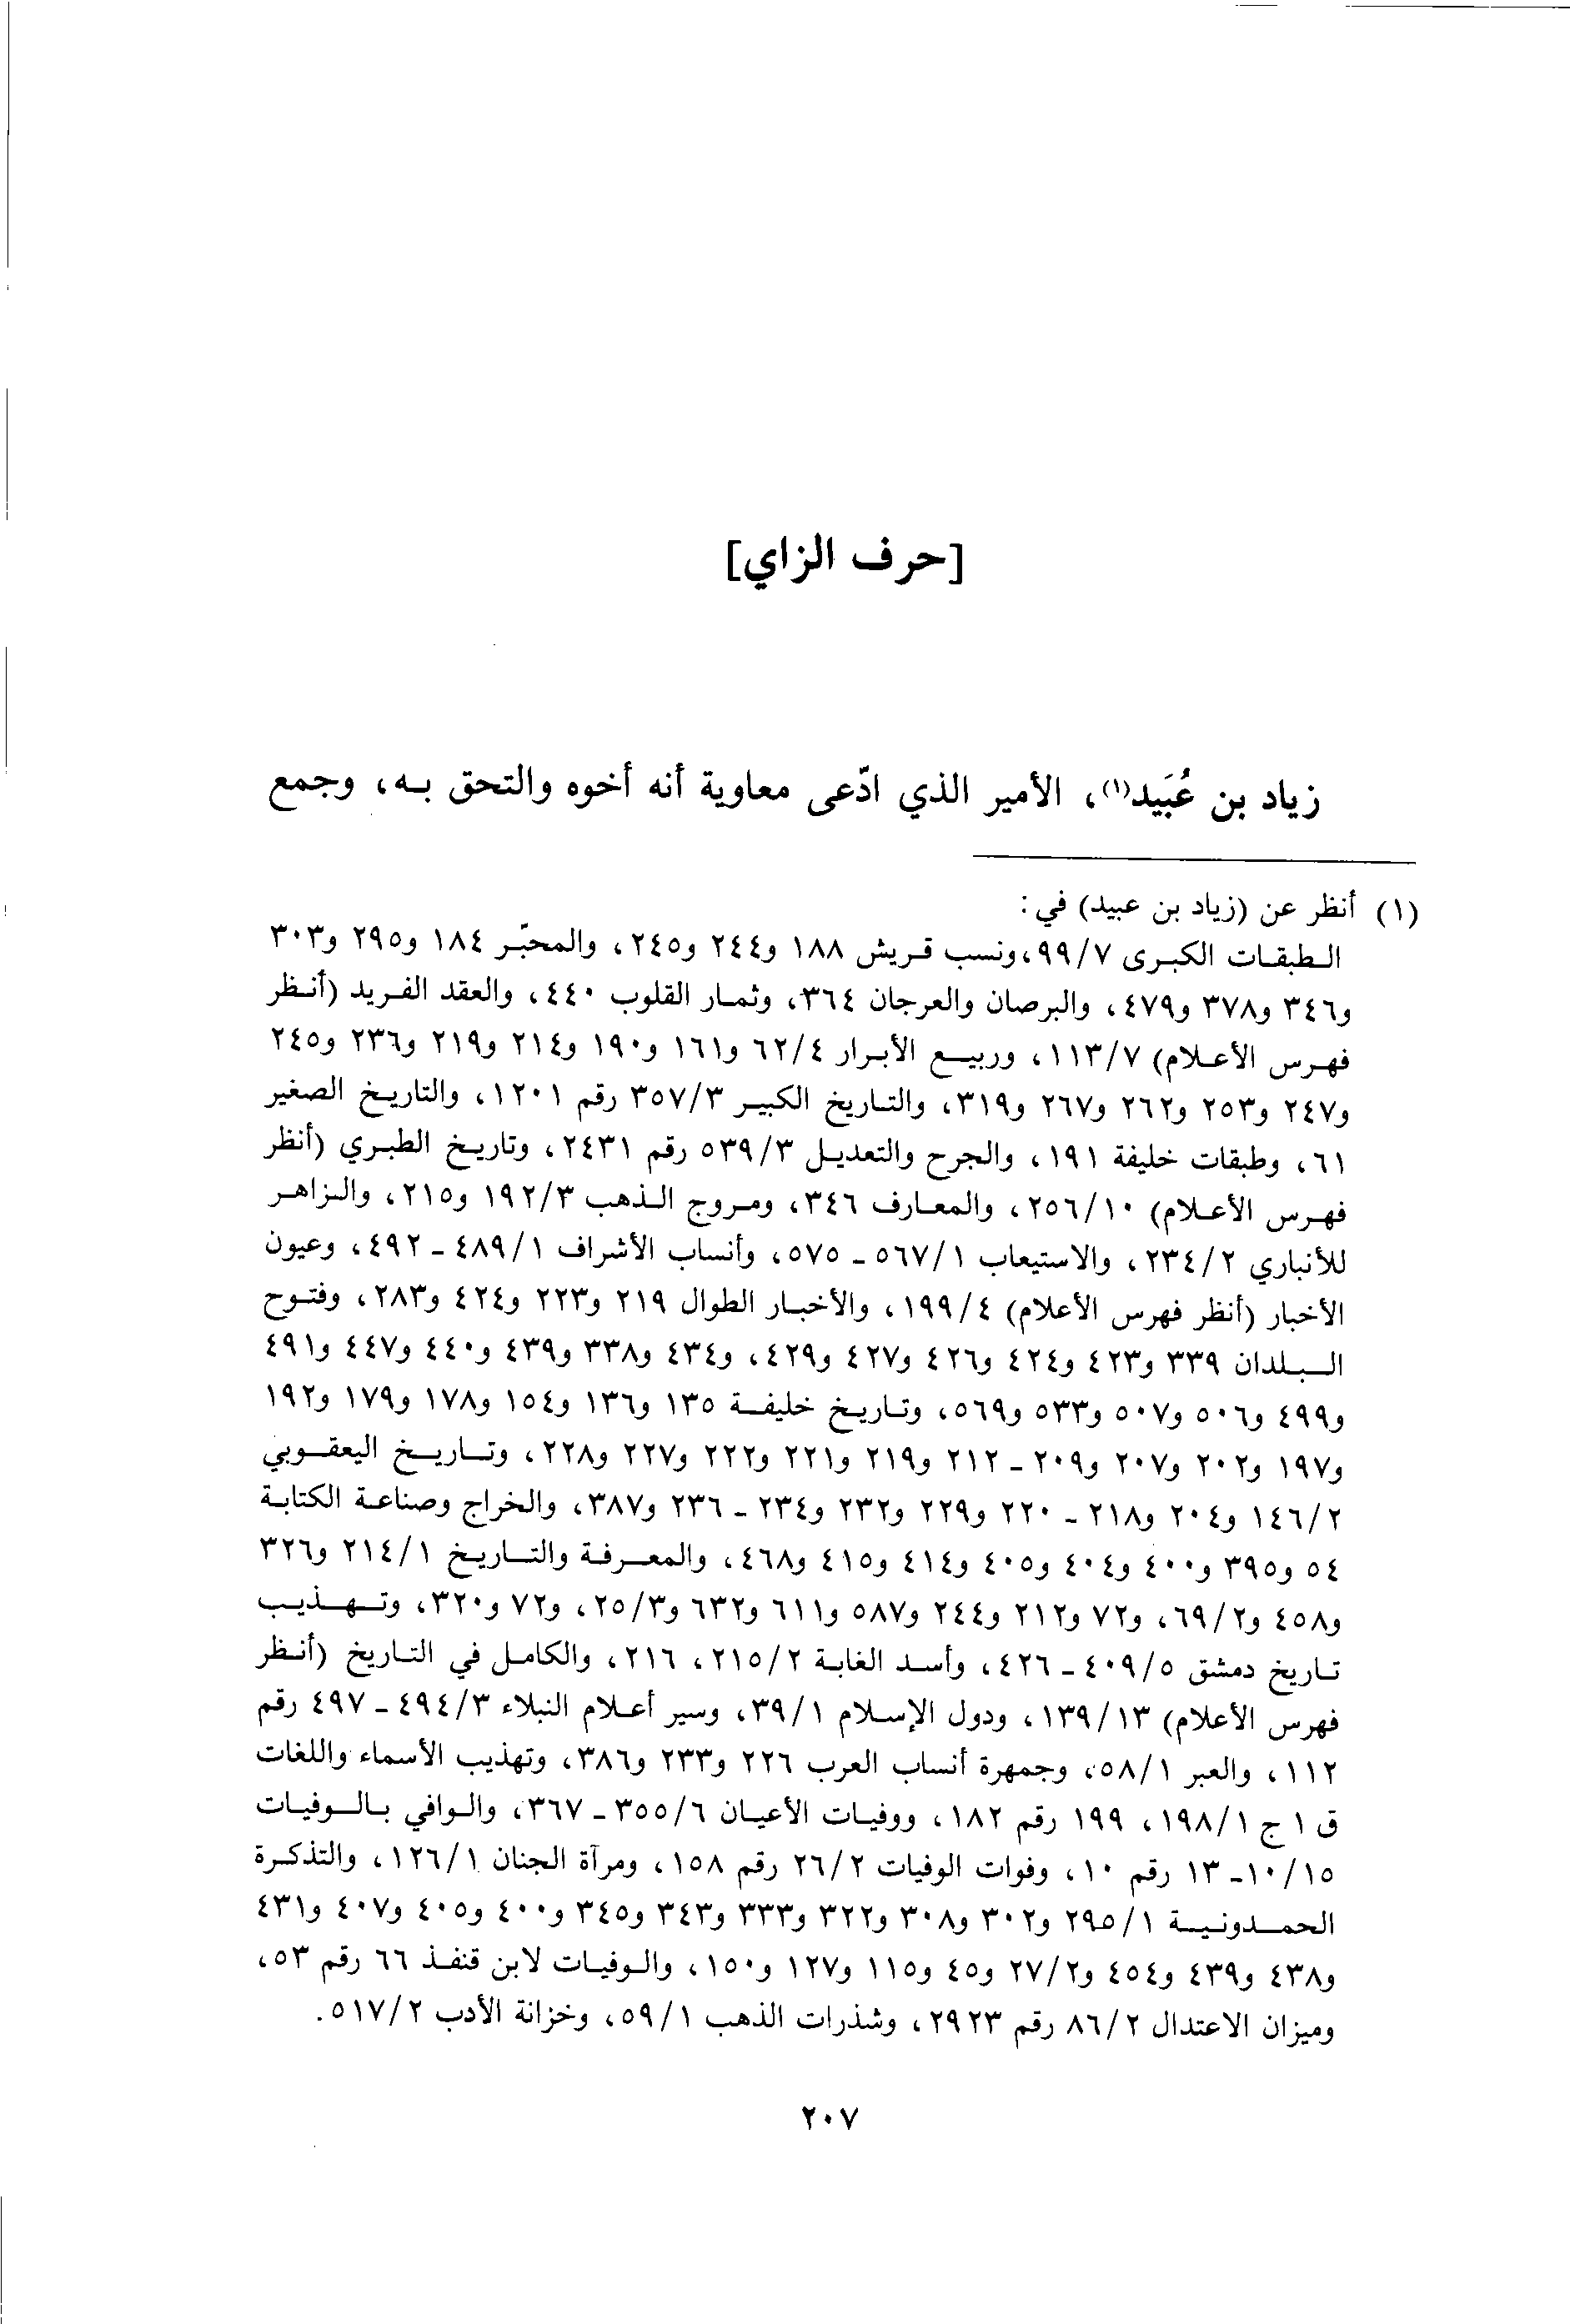 [حرف الزاي]
زياد بن عُبَيد(١)، الأمير الذي ادّعى معاوية أنه أخوه والتحق به، وجمع
(١) أنظر عن (زياد بن عبيد) في:
الطبقات الكبرى ٩٩/٧، ونسب قريش ١٨٨ و٢٤٤ و٢٤٥، والمحبّر ١٨٤ و٢٩٥ و٣٠٣
و٣٤٦ و٣٧٨ و٤٧٩، والبرصان والعرجان ٣٦٤، وثمار القلوب ٤٤٠، والعقد الفريد (أنظر
فهرس الأعلام) ١١٣/٧، وربيع الأبرار ٦٢/٤ و١٦١ و١٩٠ و٢١٤ و٢١٩ و٢٣٦ و٢٤٥
و٢٤٧ و٢٥٣ و٢٦٢ و٢٦٧ و٣١٩، والتاريخ الكبير ٣٥٧/٣ رقم ١٢٠١، والتاريخ الصغير
٦١، وطبقات خليفة ١٩١، والجرح والتعديل ٥٣٩/٣ رقم ٢٤٣١، وتاريخ الطبري (أنظر
فهرس الأعلام) ٢٥٦/١٠، والمعارف ٣٤٦، ومروج الذهب ١٩٢/٣ و٢١٥، والزاهر
للأنباري ٢٣٤/٢، والاستيعاب ٥٦٧/١ - ٥٧٥، وأنساب الأشراف ٤٨٩/١ - ٤٩٢، وعيون
الأخبار (أنظر فهرس الأعلام) ١٩٩/٤، والأخبار الطوال ٢١٩ و٢٢٣ و٤٢٤ و٢٨٣، وفتوح
البلدان ٣٣٩ و٤٢٣ و٤٢٤ و٤٢٦ و٤٢٧ و٤٢٩، و٤٣٤ و٣٣٨ و٤٣٩ و٤٤٠ و٤٤٧ و٤٩١
و٤٩٩ و٥٠٦ و٥٠٧ و٥٣٣ و٥٦٩، وتاريخ خليفة ١٣٥ و١٣٦ و١٥٤ و١٧٨ و١٧٩ و١٩٢
و١٩٧ و٢٠٢ و٢٠٧ و٢٠٩ - ٢١٢ و٢١٩ و٢٢١ و٢٢٢ و٢٢٧ و٢٢٨، وتاريخ اليعقوبي
١٤٦/٢ و٢٠٤ و٢١٨ - ٢٢٠ و٢٢٩ و٢٣٢ و٢٣٤ - ٢٣٦ و٣٨٧، والخراج وصناعة الكتابة
٥٤ و٣٩٥ و٤٠٠ و٤٠٤ و٤٠٥ و٤١٤ و٤١٥ و٤٦٨، والمعرفة والتاريخ ٢١٤/١ و٣٢٦
و٤٥٨ و٦٩/٢، و٧٢ و٢١٢ و٢٤٤ و٥٨٧ و٦١١ و٦٣٢ و٢٥/٣، و٧٢ و٣٢٠، وتهذيب
تاريخ دمشق ٤٠٩/٥ - ٤٢٦، وأسد الغابة ٢١٥/٢، ٢١٦، والكامل في التاريخ (أنظر
فهرس الأعلام) ١٣٩/١٣، ودول الإسلام ٣٩/١، وسير أعلام النبلاء ٤٩٤/٣ - ٤٩٧ رقم
١١٢، والعبر ٥٨/١، وجمهرة أنساب العرب ٢٢٦ و٢٣٣ و٣٨٦، وتهذيب الأسماء واللغات
ق ١ ج ١٩٨/١، ١٩٩ رقم ١٨٢، ووفيات الأعيان ٣٥٥/٦ - ٣٦٧، والوافي بالوفيات
١٠/١٥ - ١٣ رقم ١٠، وفوات الوفيات ٢٦/٢ رقم ١٥٨، ومرآة الجنان ١٢٦/١، والتذكرة
الحمدونية ٢٩٥/١ و٣٠٢ و٣٠٨ و٣٢٢ و٣٣٣ و٣٤٣ و٣٤٥ و٤٠٠ و٤٠٥ و٤٠٧ و٤٣١
و٤٣٨ و٤٣٩ و٤٥٤ و٢٧/٢ و٤٥ و١١٥ و١٢٧ و١٥٠، والوفيات لابن قنفذ ٦٦ رقم ٥٣،
وميزان الاعتدال ٨٦/٢ رقم ٢٩٢٣، وشذرات الذهب ٥٩/١، وخزانة الأدب ٥١٧/٢.
٢٠٧